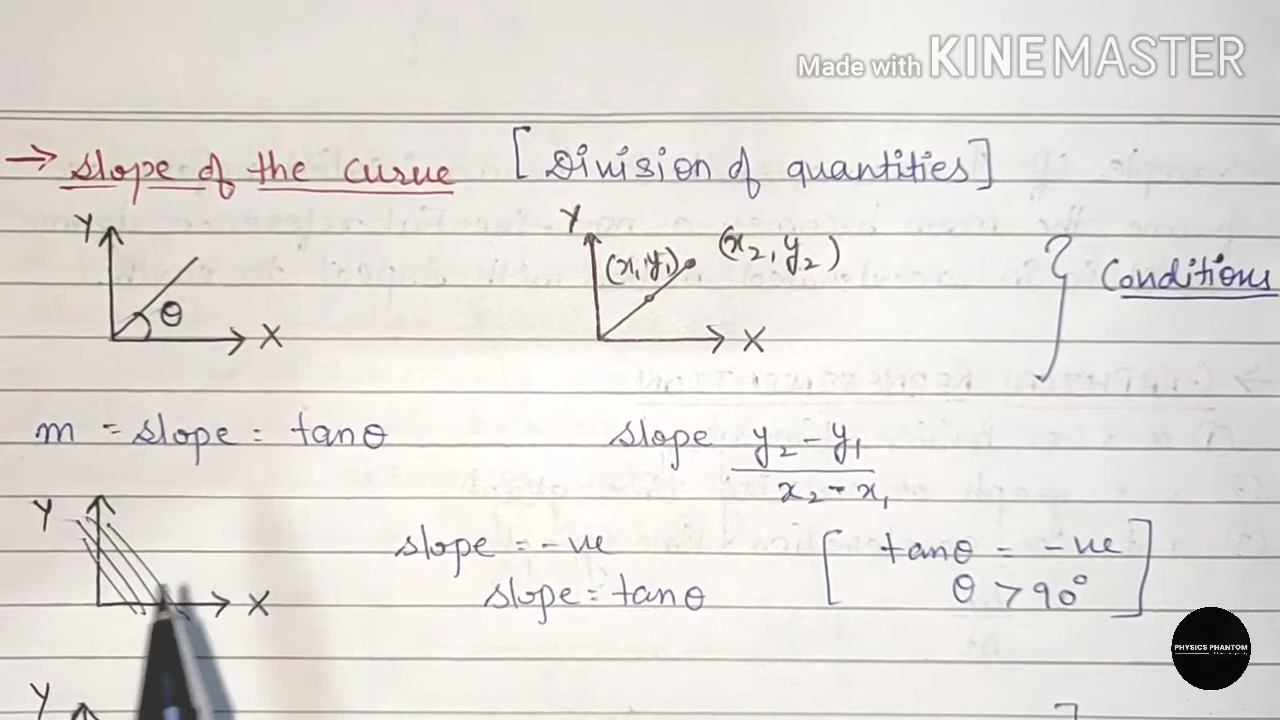 Made with KINEMASTER
→ slope of the curve [Division of quantities]
Y
θ
X
Y
(x1, y1)
(x2, y2)
X
} Conditions
m = slope = tanθ
slope y2 - y1
x2 - x1
Y
X
slope = -ve
slope = tanθ
[tanθ = -ve
θ > 90°]
PHYSICS PHANTOM
Y